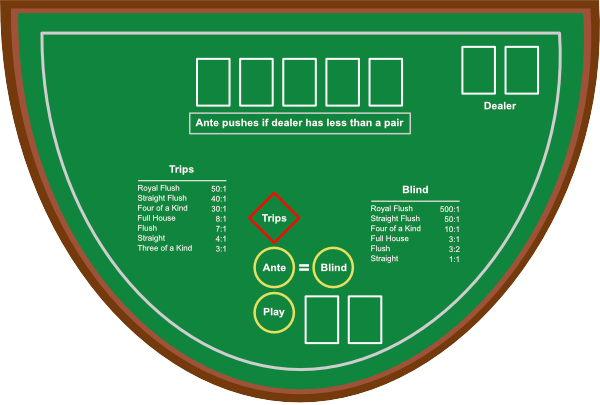 Dealer
Ante pushes if dealer has less than a pair
Trips
Royal Flush 50:1
Straight Flush 40:1
Four of a Kind 30:1
Full House 8:1
Flush 7:1
Straight 4:1
Three of a Kind 3:1
Blind
Royal Flush 500:1
Straight Flush 50:1
Four of a Kind 10:1
Full House 3:1
Flush 3:2
Straight 1:1
Trips
Ante = Blind
Play